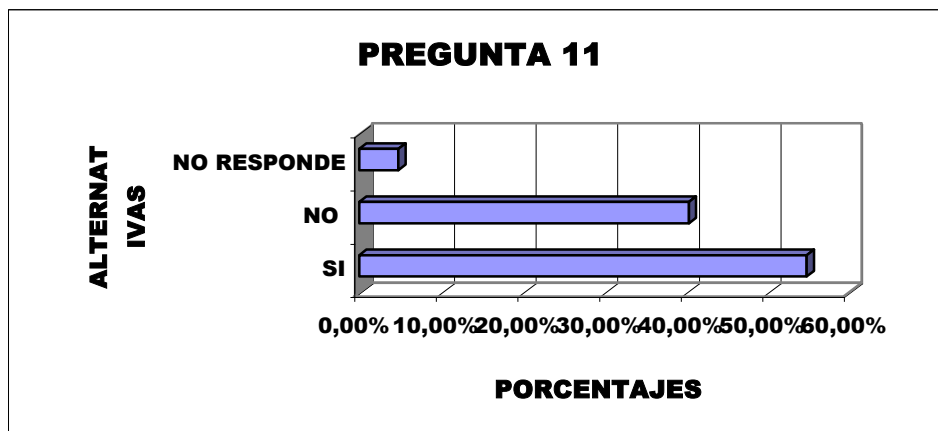 PREGUNTA 11
ALTERNAT
IVAS
NO RESPONDE
NO
SI
0,00% 10,00% 20,00% 30,00% 40,00% 50,00% 60,00%
PORCENTAJES